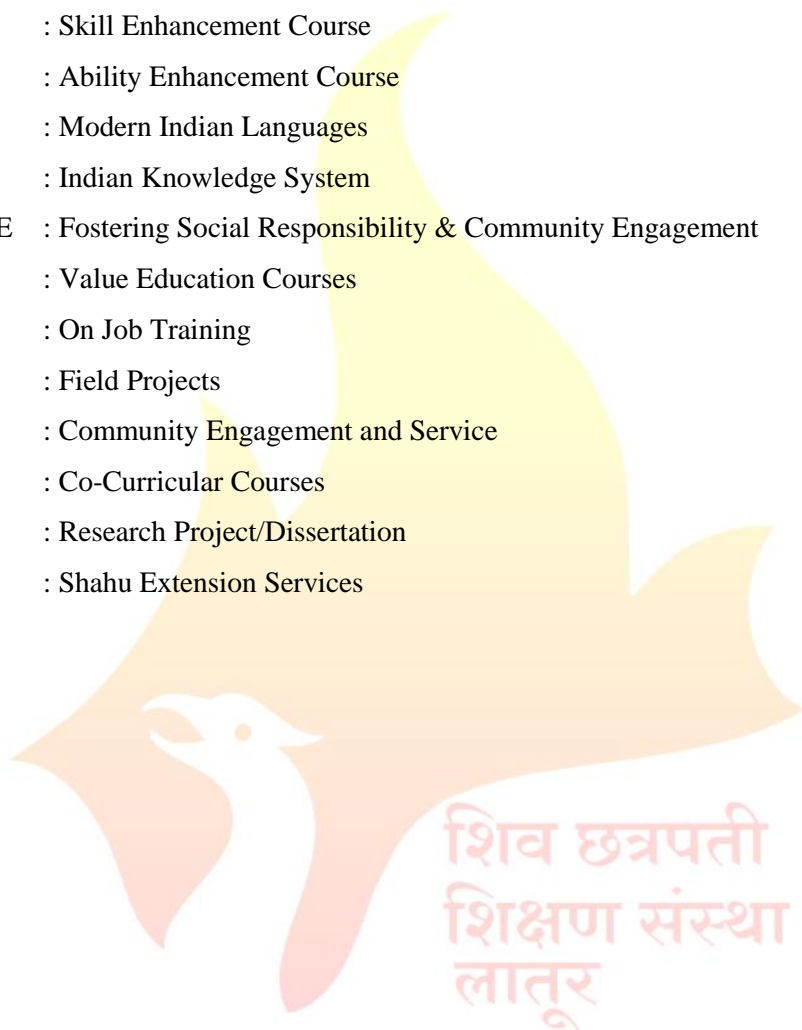 : Skill Enhancement Course
: Ability Enhancement Course
: Modern Indian Languages
: Indian Knowledge System
E : Fostering Social Responsibility & Community Engagement
: Value Education Courses
: On Job Training
: Field Projects
: Community Engagement and Service
: Co-Curricular Courses
: Research Project/Dissertation
: Shahu Extension Services
शिव छत्रपती
शिक्षण संस्था
लातूर